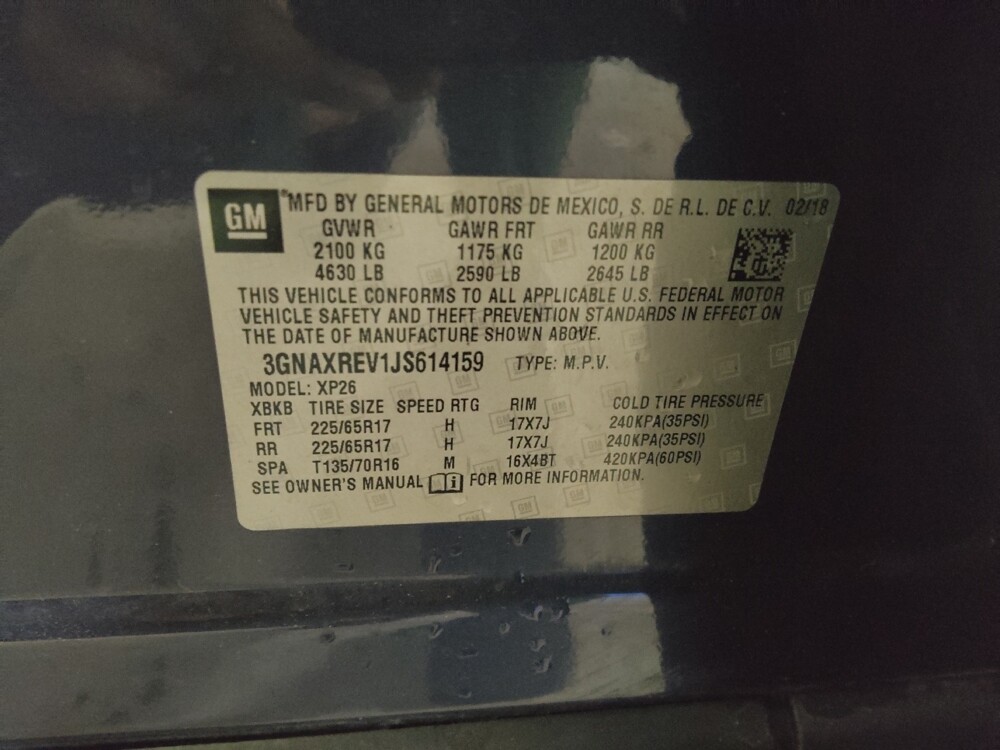 GM
MFD BY GENERAL MOTORS DE MEXICO, S. DE R.L. DE C.V. 02/18
GVWR GAWR FRT GAWR RR
2100 KG 1175 KG 1200 KG
4630 LB 2590 LB 2645 LB
THIS VEHICLE CONFORMS TO ALL APPLICABLE U.S. FEDERAL MOTOR
VEHICLE SAFETY AND THEFT PREVENTION STANDARDS IN EFFECT ON
THE DATE OF MANUFACTURE SHOWN ABOVE.
3GNAXREV1JS614159 TYPE: M.P.V.
MODEL: XP26
XBKB TIRE SIZE SPEED RTG RIM COLD TIRE PRESSURE
FRT 225/65R17 H 17X7J 240KPA(35PSI)
RR 225/65R17 H 17X7J 240KPA(35PSI)
SPA T135/70R16 M 16X4BT 420KPA(60PSI)
SEE OWNER'S MANUAL i FOR MORE INFORMATION.